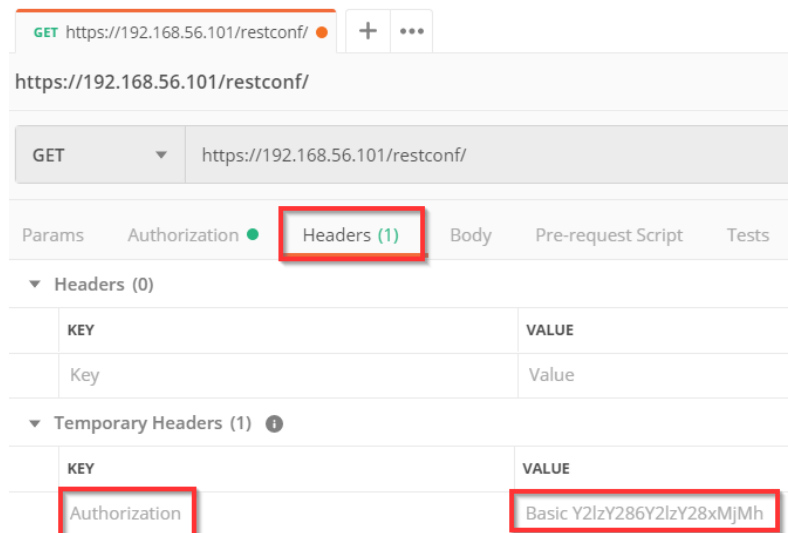 GET https://192.168.56.101/restconf/
https://192.168.56.101/restconf/
GET https://192.168.56.101/restconf/
Params Authorization Headers (1) Body Pre-request Script Tests
Headers (0)
KEY VALUE
Key Value
Temporary Headers (1)
KEY VALUE
Authorization Basic Y2lzY286Y2lzY28xMjMh